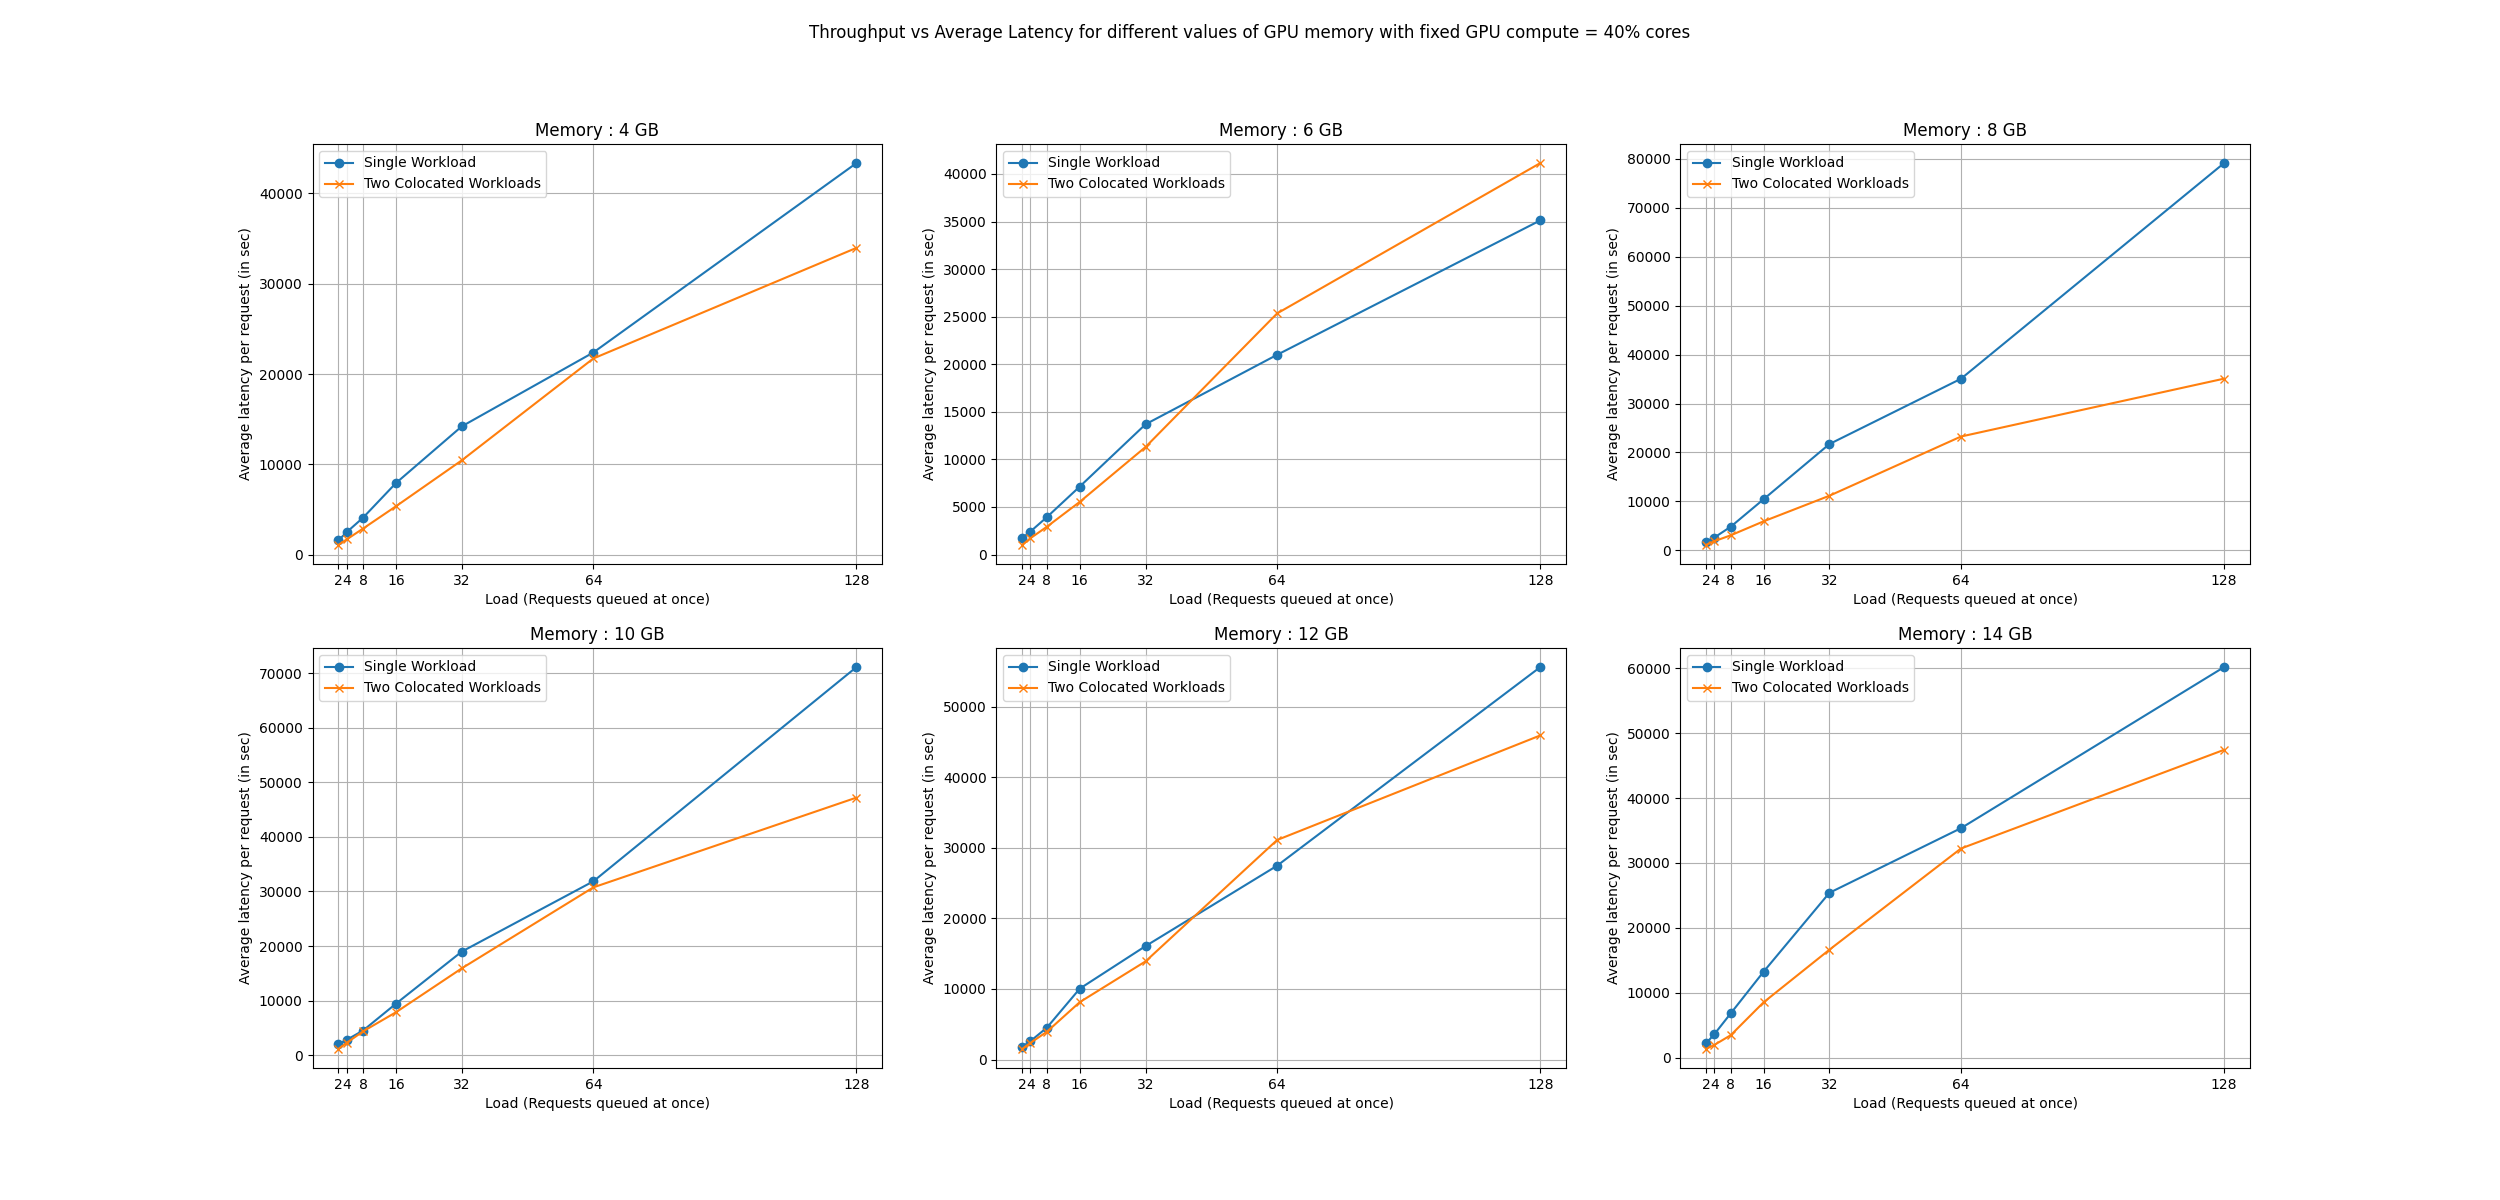 Throughput vs Average Latency for different values of GPU memory with fixed GPU compute = 40% cores
Memory : 4 GB
Single Workload
Two Colocated Workloads
Average latency per request (in sec)
40000
30000
20000
10000
0
2 4 8 16 32 64 128
Load (Requests queued at once)
Memory : 6 GB
Single Workload
Two Colocated Workloads
Average latency per request (in sec)
40000
35000
30000
25000
20000
15000
10000
5000
0
2 4 8 16 32 64 128
Load (Requests queued at once)
Memory : 8 GB
Single Workload
Two Colocated Workloads
Average latency per request (in sec)
80000
70000
60000
50000
40000
30000
20000
10000
0
2 4 8 16 32 64 128
Load (Requests queued at once)
Memory : 10 GB
Single Workload
Two Colocated Workloads
Average latency per request (in sec)
70000
60000
50000
40000
30000
20000
10000
0
2 4 8 16 32 64 128
Load (Requests queued at once)
Memory : 12 GB
Single Workload
Two Colocated Workloads
Average latency per request (in sec)
50000
40000
30000
20000
10000
0
2 4 8 16 32 64 128
Load (Requests queued at once)
Memory : 14 GB
Single Workload
Two Colocated Workloads
Average latency per request (in sec)
60000
50000
40000
30000
20000
10000
0
2 4 8 16 32 64 128
Load (Requests queued at once)